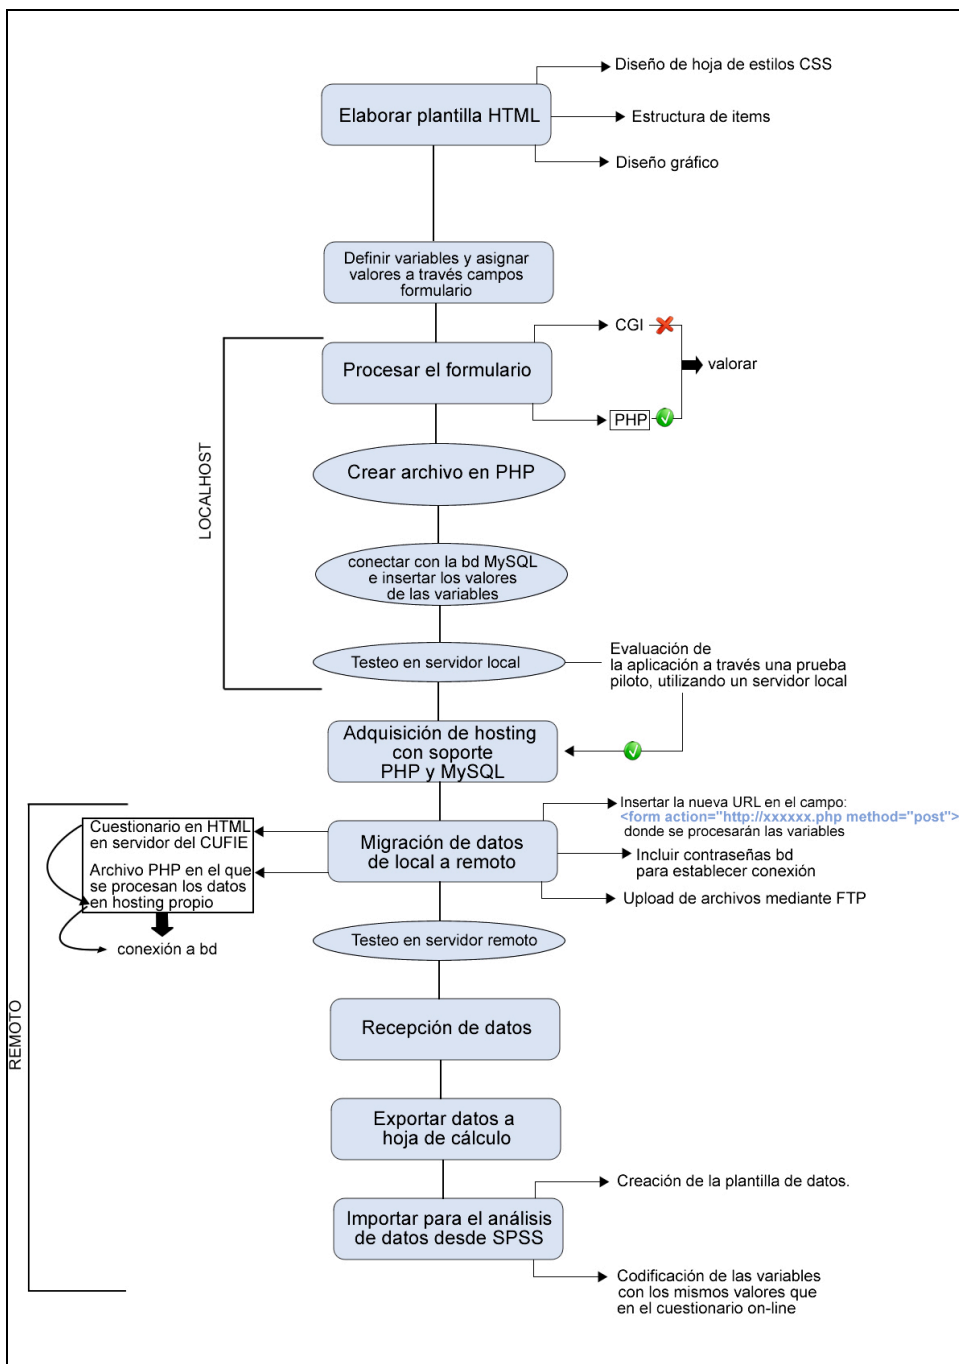 Diseño de hoja de estilos CSS
Elaborar plantilla HTML
Estructura de items
Diseño gráfico
Definir variables y asignar
valores a través campos
formulario
CGI
Procesar el formulario
valorar
PHP
LOCALHOST
Crear archivo en PHP
conectar con la bd MySQL
e insertar los valores
de las variables
Testeo en servidor local
Evaluación de
la aplicación a través una prueba
piloto, utilizando un servidor local
Adquisición de hosting
con soporte
PHP y MySQL
REMOTO
Cuestionario en HTML
en servidor del CUFIE
Archivo PHP en el que
se procesan los datos
en hosting propio
conexión a bd
Migración de datos
de local a remoto
Insertar la nueva URL en el campo:
<form action="http://xxxxxx.php method="post">
donde se procesarán las variables
Incluir contraseñas bd
para establecer conexión
Upload de archivos mediante FTP
Testeo en servidor remoto
Recepción de datos
Exportar datos a
hoja de cálculo
Importar para el análisis
de datos desde SPSS
Creación de la plantilla de datos.
Codificación de las variables
con los mismos valores que
en el cuestionario on-line